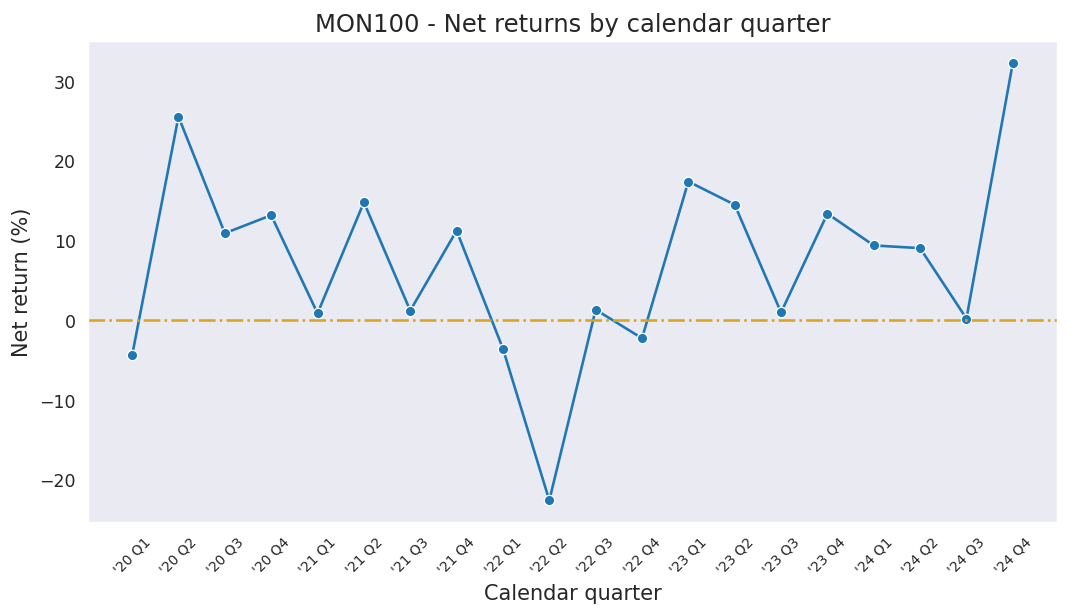 MON100 - Net returns by calendar quarter
Net return (%)
30
20
10
0
−10
−20
'20 Q1
'20 Q2
'20 Q3
'20 Q4
'21 Q1
'21 Q2
'21 Q3
'21 Q4
'22 Q1
'22 Q2
'22 Q3
'22 Q4
'23 Q1
'23 Q2
'23 Q3
'23 Q4
'24 Q1
'24 Q2
'24 Q3
'24 Q4
Calendar quarter